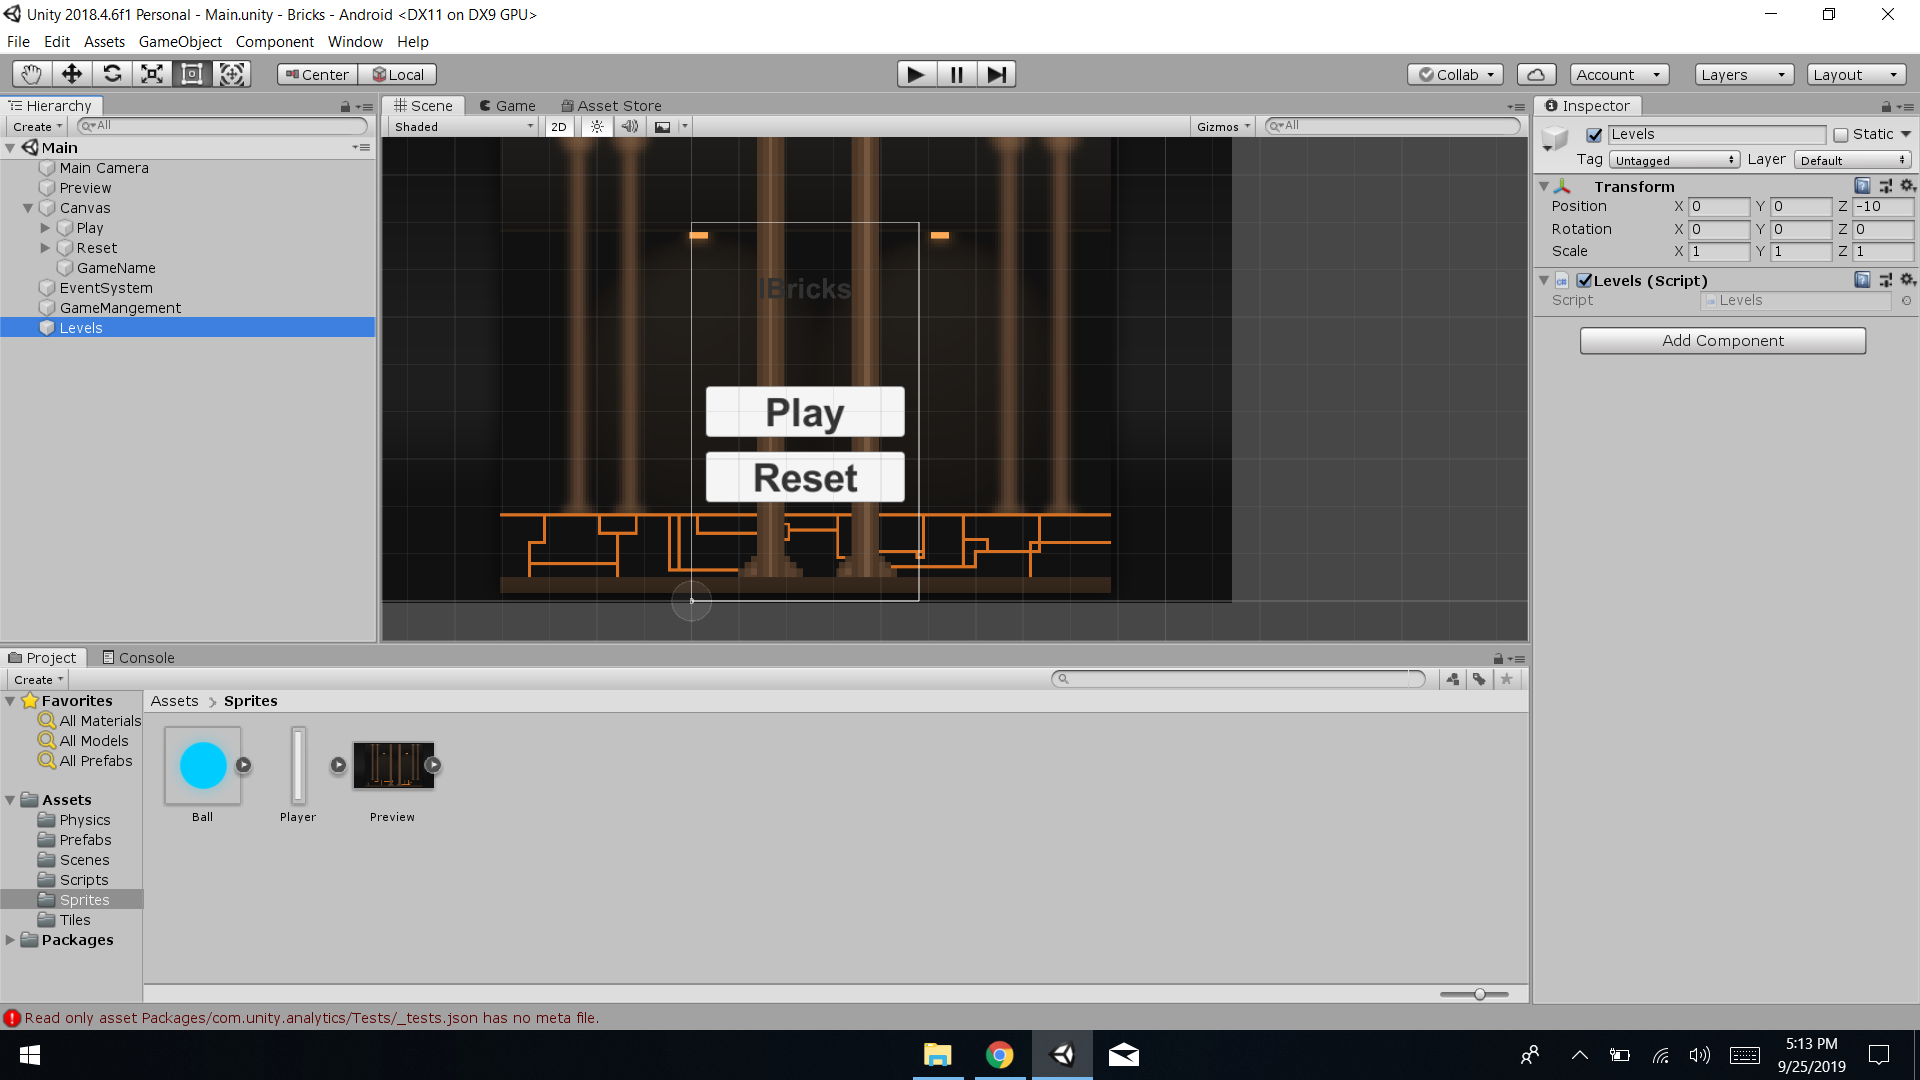 Unity 2018.4.6f1 Personal - Main.unity - Bricks - Android <DX11 on DX9 GPU>
File Edit Assets GameObject Component Window Help
Center Local Collab Account Layers Layout
Hierarchy
Create All
Main
Main Camera
Preview
Canvas
Play
Reset
GameName
EventSystem
GameMangement
Levels
Scene Game Asset Store
Shaded 2D Gizmos All
IBricks
Play
Reset
Inspector
Levels Static
Tag Untagged Layer Default
Transform
Position X 0 Y 0 Z -10
Rotation X 0 Y 0 Z 0
Scale X 1 Y 1 Z 1
Levels (Script)
Script Levels
Add Component
Project Console
Create
Favorites
All Materials
All Models
All Prefabs
Assets
Physics
Prefabs
Scenes
Scripts
Sprites
Tiles
Packages
Assets Sprites
Ball Player Preview
Read only asset Packages/com.unity.analytics/Tests/_tests.json has no meta file.
5:13 PM
9/25/2019